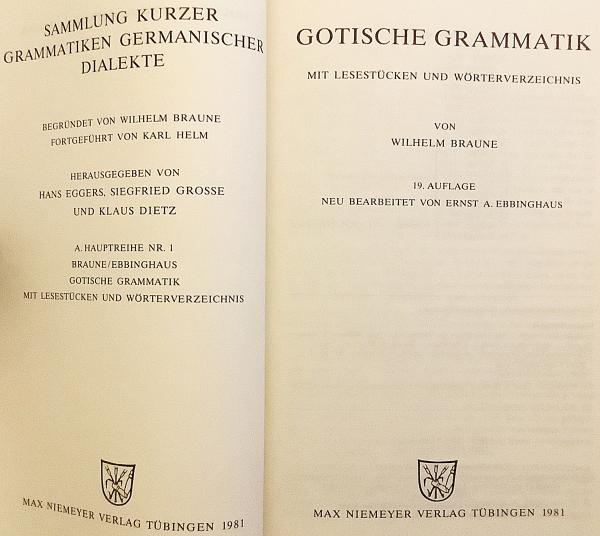 SAMMLUNG KURZER
GRAMMATIKEN GERMANISCHER
DIALEKTE
BEGRÜNDET VON WILHELM BRAUNE
FORTGEFÜHRT VON KARL HELM
HERAUSGEGEBEN VON
HANS EGGERS, SIEGFRIED GROSSE
UND KLAUS DIETZ
A. HAUPTREIHE NR. 1
BRAUNE/EBBINGHAUS
GOTISCHE GRAMMATIK
MIT LESESTÜCKEN UND WÖRTERVERZEICHNIS
MAX NIEMEYER VERLAG TÜBINGEN 1981
GOTISCHE GRAMMATIK
MIT LESESTÜCKEN UND WÖRTERVERZEICHNIS
VON
WILHELM BRAUNE
19. AUFLAGE
NEU BEARBEITET VON ERNST A. EBBINGHAUS
MAX NIEMEYER VERLAG TÜBINGEN 1981